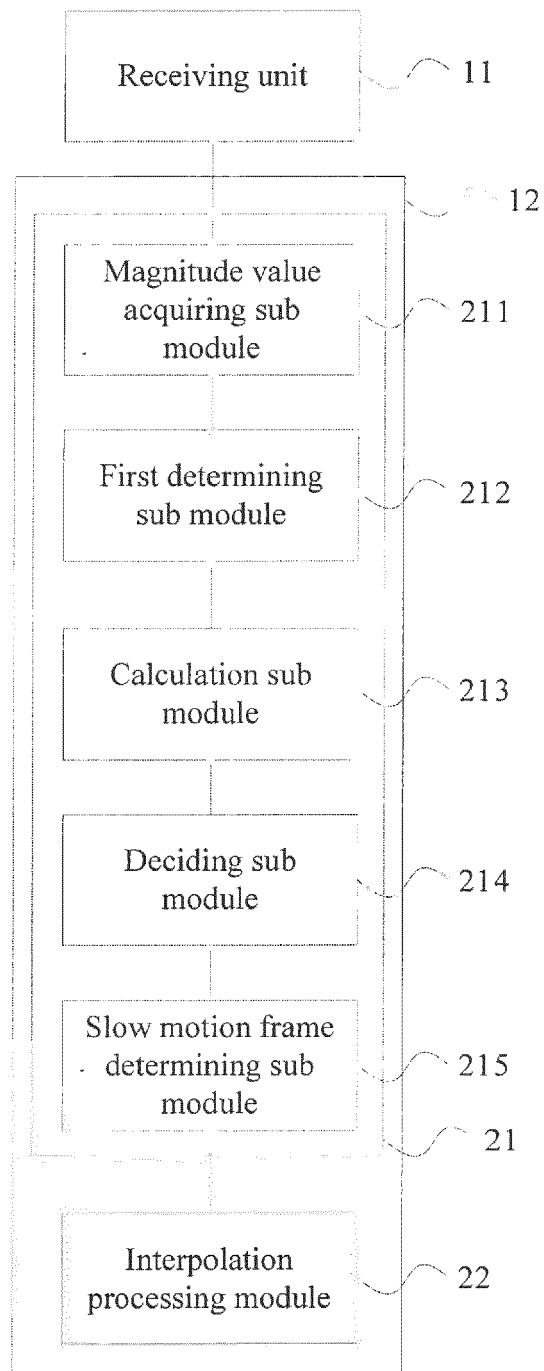 Receiving unit
11
12
Magnitude value
acquiring sub
module
211
First determining
sub module
212
Calculation sub
module
213
Deciding sub
module
214
Slow motion frame
determining sub
module
215
21
Interpolation
processing module
22